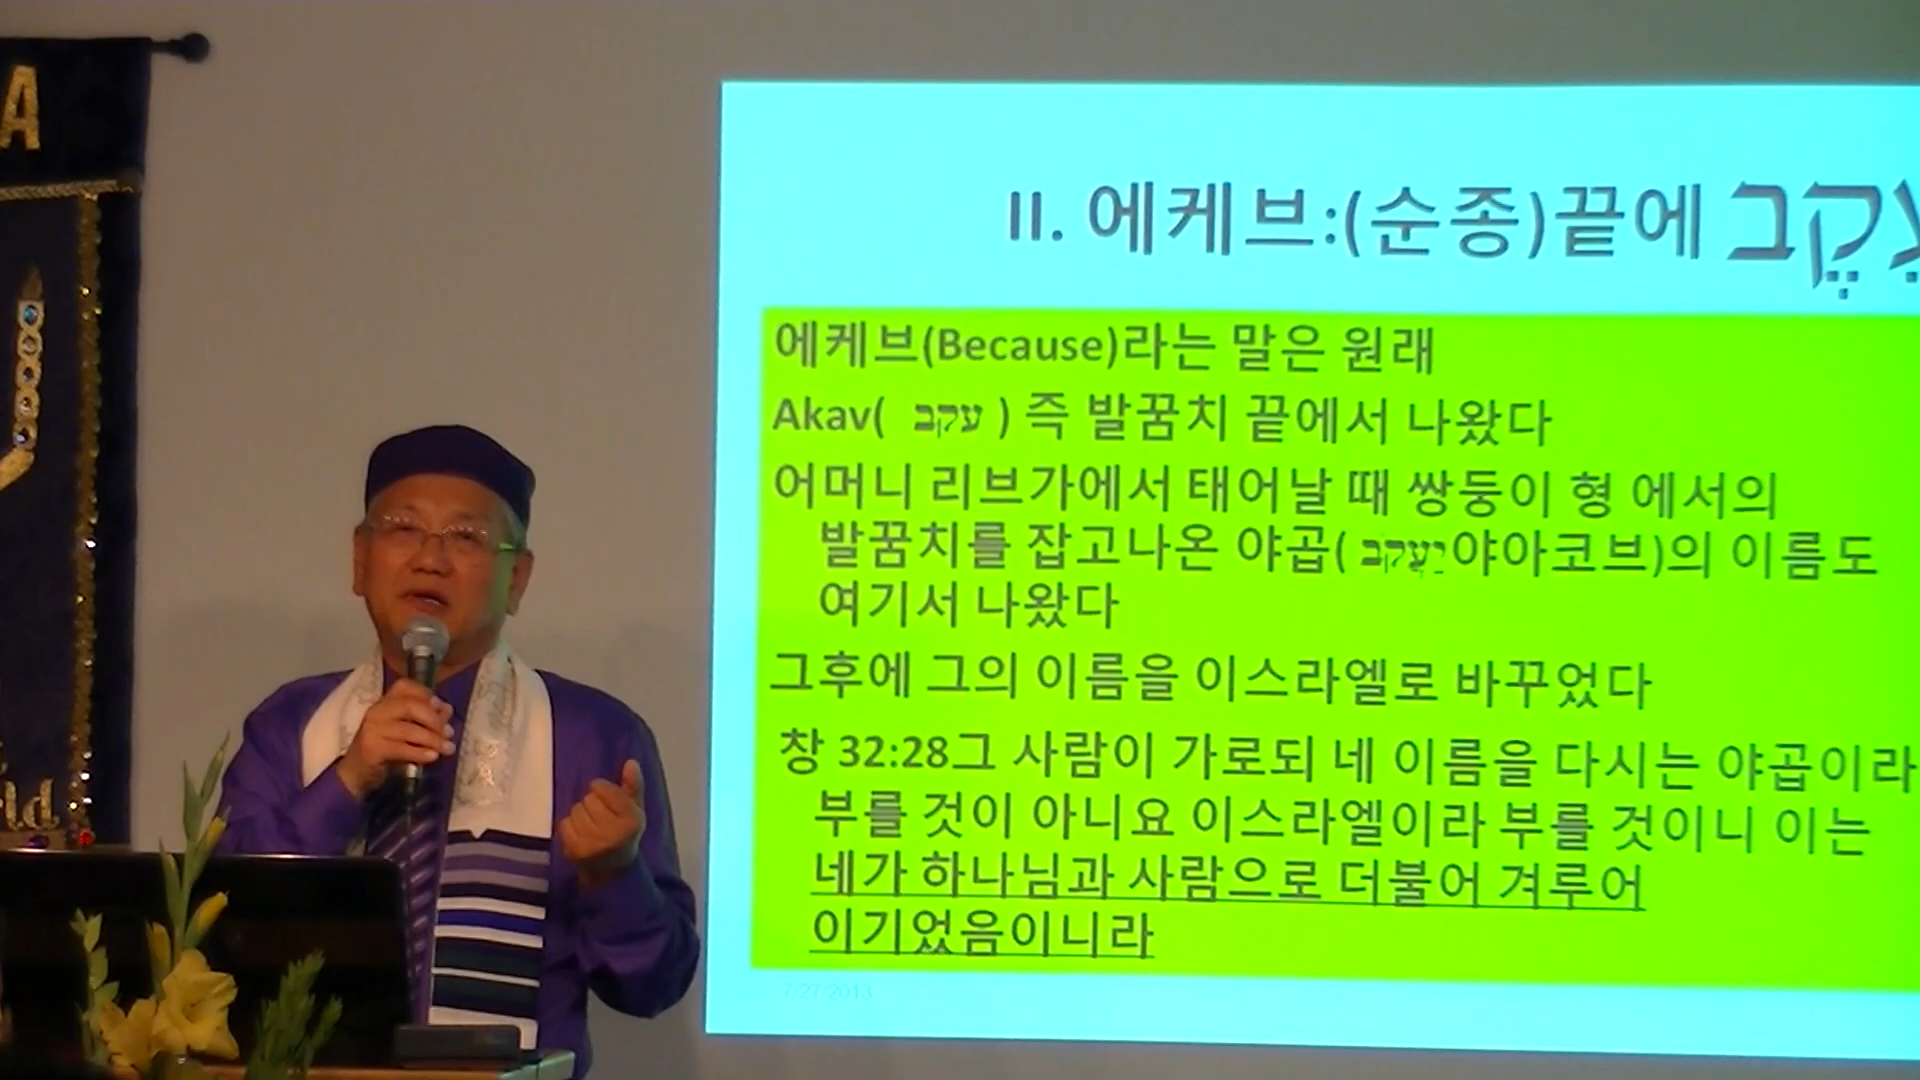 A
ld
II. 에케브:(순종)끝에 עֵקֶב
에케브(Because)라는 말은 원래
Akav( עקב ) 즉 발꿈치 끝에서 나왔다
어머니 리브가에서 태어날 때 쌍둥이 형 에서의
발꿈치를 잡고나온 야곱( יַעֲקֹב야아코브)의 이름도
여기서 나왔다
그후에 그의 이름을 이스라엘로 바꾸었다
창 32:28그 사람이 가로되 네 이름을 다시는 야곱이라
부를 것이 아니요 이스라엘이라 부를 것이니 이는
네가 하나님과 사람으로 더불어 겨루어
이기었음이니라
7/27/2013